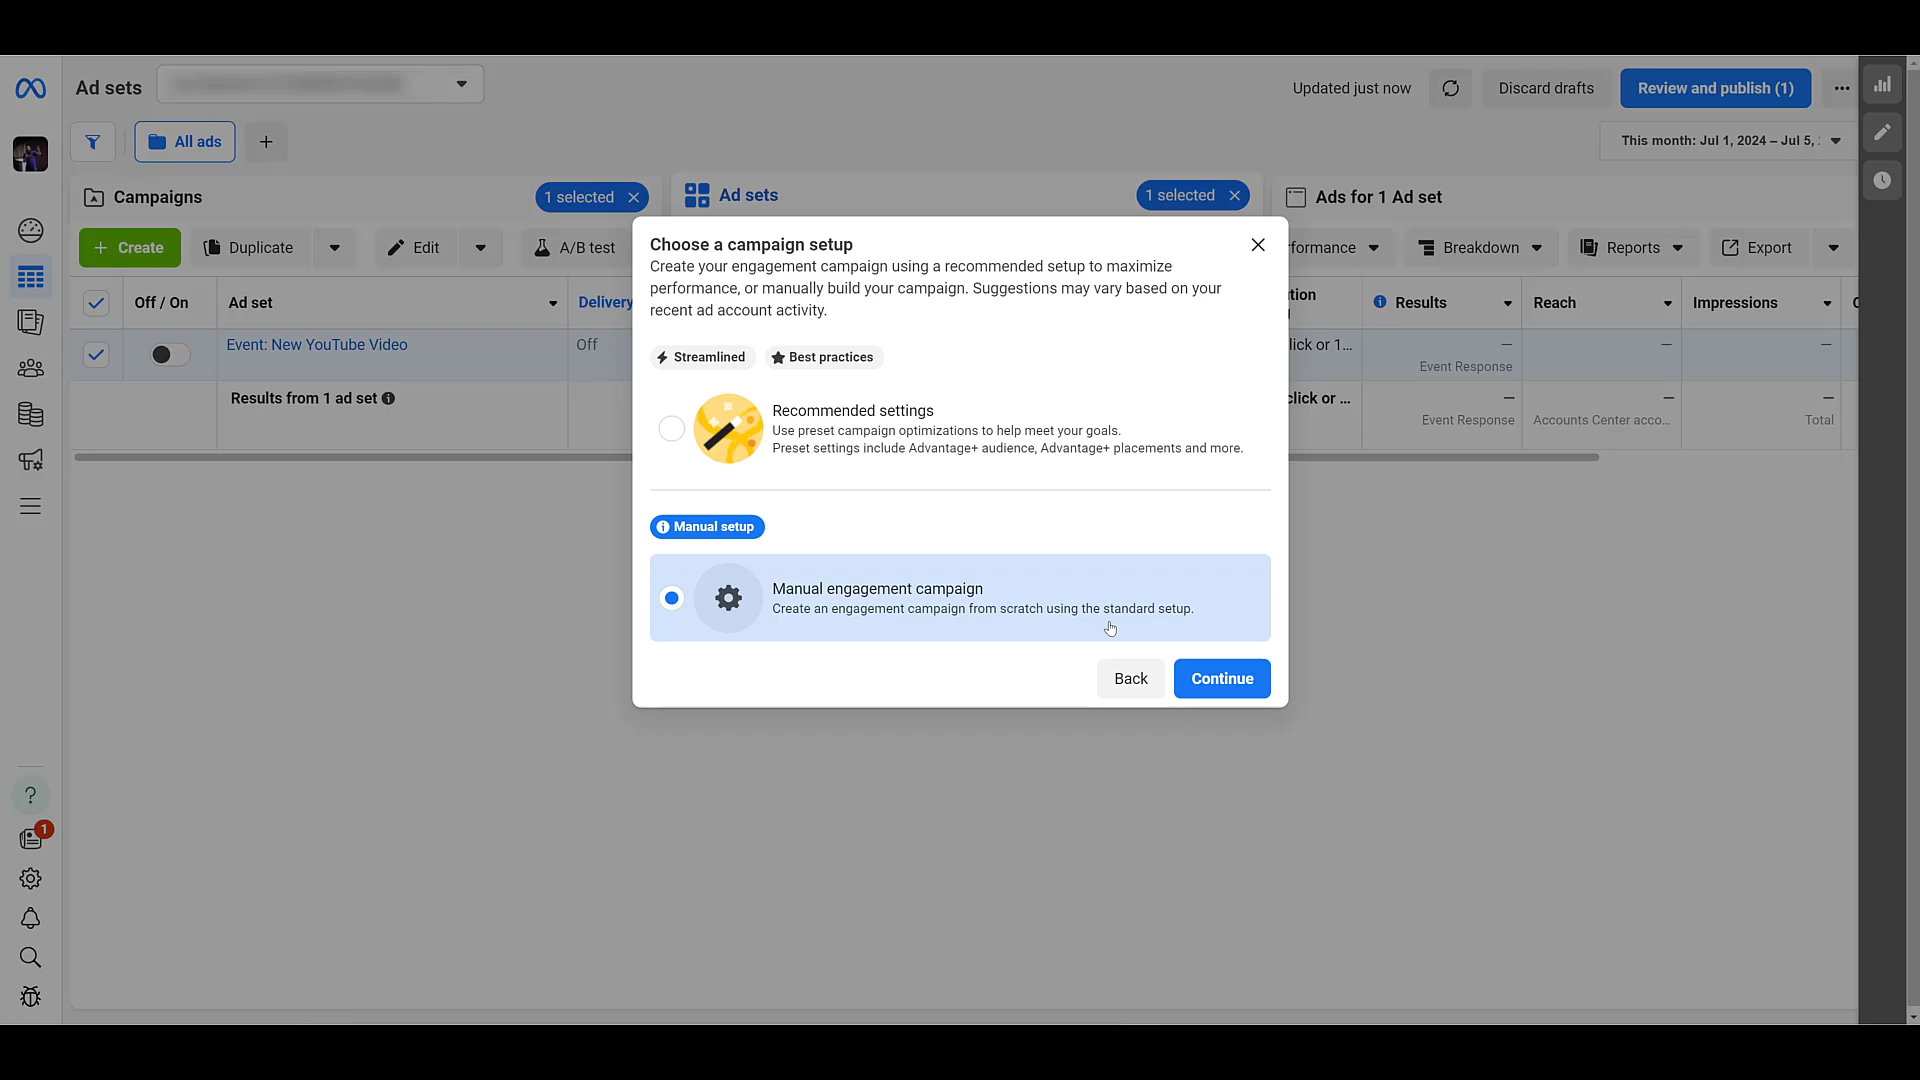 Ad sets
Updated just now
Discard drafts
Review and publish (1)
All ads
This month: Jul 1, 2024 – Jul 5, :
Campaigns
1 selected
Ad sets
1 selected
Ads for 1 Ad set
Create
Duplicate
Edit
A/B test
rformance
Breakdown
Reports
Export
Off / On
Ad set
Delivery
tion
Results
Reach
Impressions
Event: New YouTube Video
Off
lick or 1...
—
Event Response
—
—
Results from 1 ad set
click or ...
—
Event Response
—
Accounts Center acco...
—
Total
Choose a campaign setup
Create your engagement campaign using a recommended setup to maximize
performance, or manually build your campaign. Suggestions may vary based on your
recent ad account activity.
Streamlined
Best practices
Recommended settings
Use preset campaign optimizations to help meet your goals.
Preset settings include Advantage+ audience, Advantage+ placements and more.
Manual setup
Manual engagement campaign
Create an engagement campaign from scratch using the standard setup.
Back
Continue
1